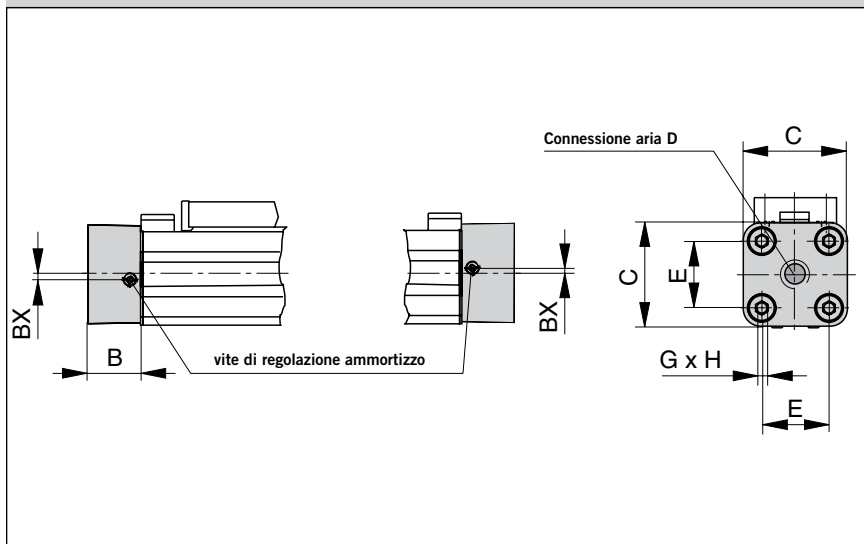 Connessione aria D
C
C
E
BX
BX
B
vite di regolazione ammortizzo
G x H
E